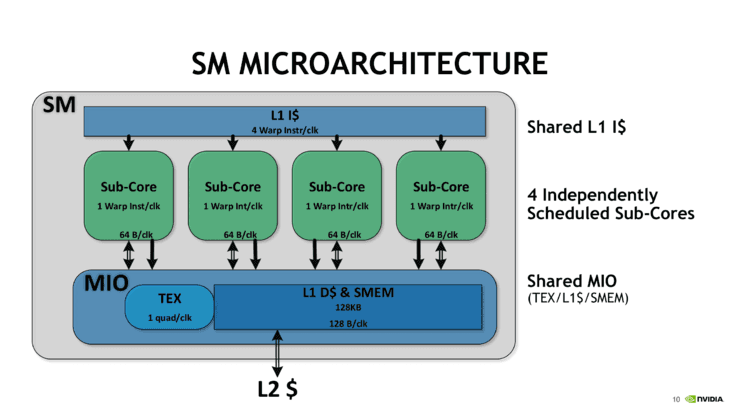 SM MICROARCHITECTURE
SM
L1 I$
4 Warp Instr/clk
Shared L1 I$
Sub-Core
1 Warp Inst/clk
64 B/clk
Sub-Core
1 Warp Int/clk
64 B/clk
Sub-Core
1 Warp Intr/clk
64 B/clk
Sub-Core
1 Warp Intr/clk
64 B/clk
4 Independently
Scheduled Sub-Cores
MIO
TEX
1 quad/clk
L1 D$ & SMEM
128KB
128 B/clk
Shared MIO
(TEX/L1$/SMEM)
L2 $
10 NVIDIA